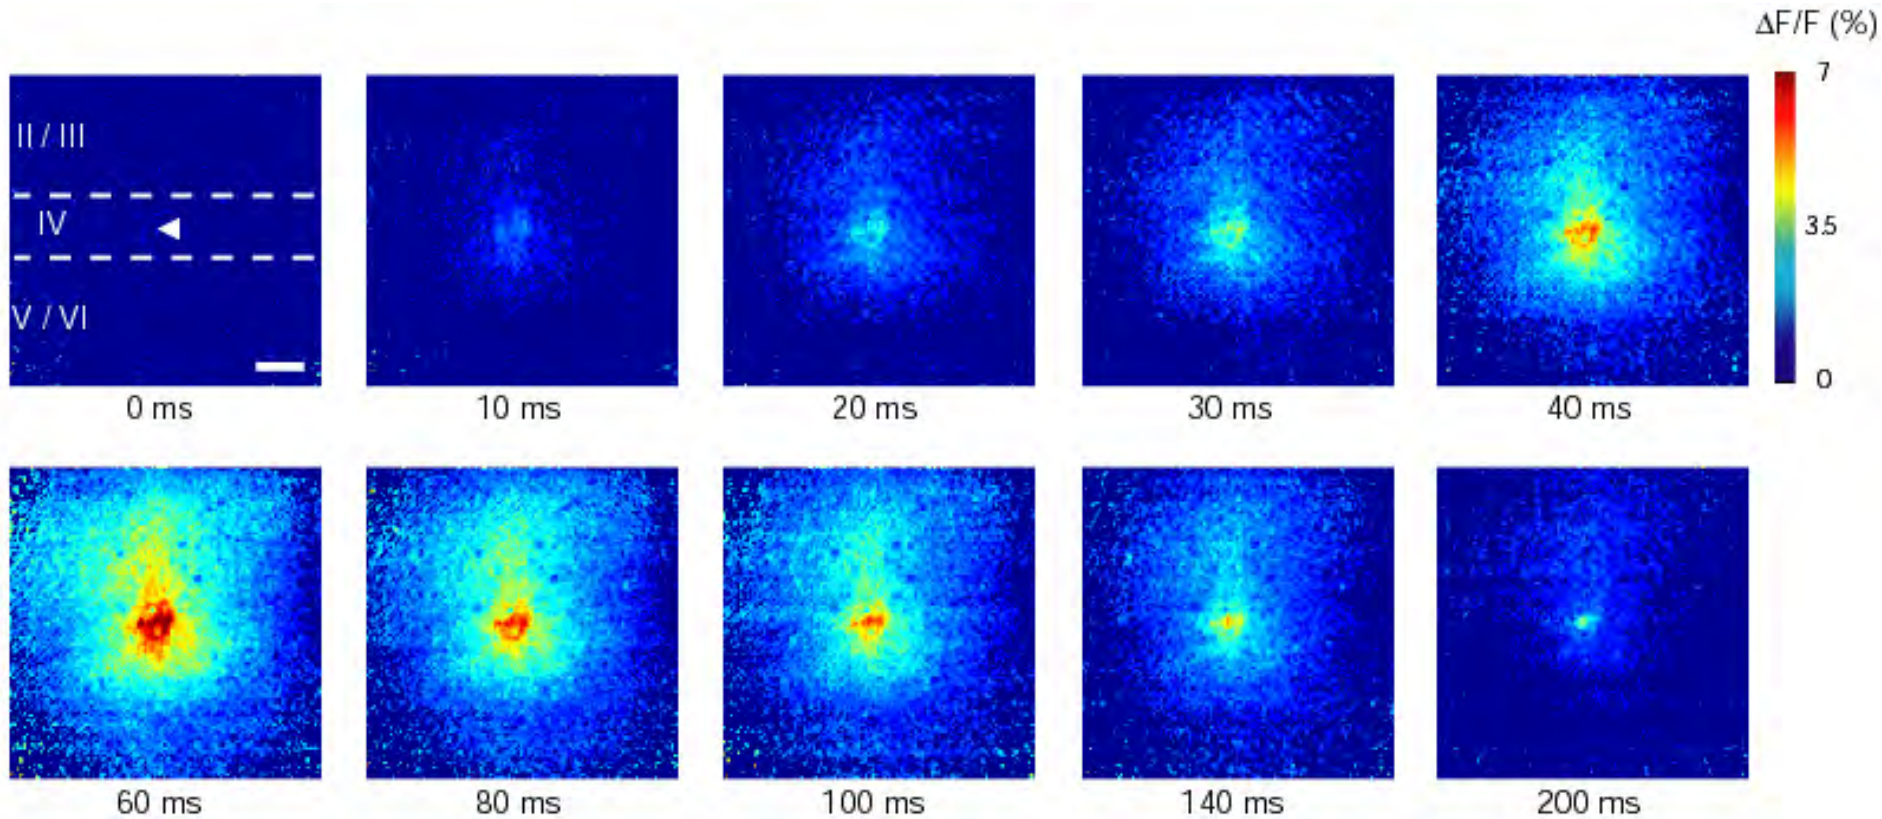 ΔF/F (%)
7
3.5
0
II / III
IV
V / VI
0 ms
10 ms
20 ms
30 ms
40 ms
60 ms
80 ms
100 ms
140 ms
200 ms